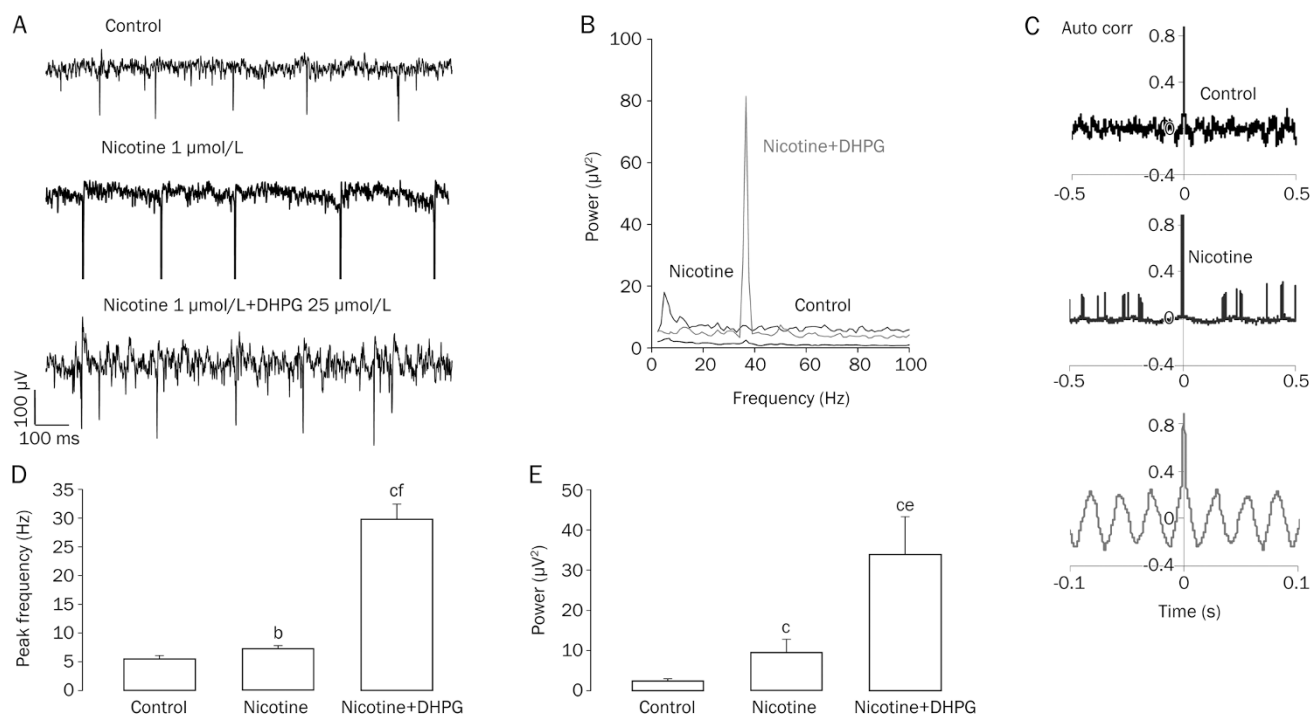 A
Control
Nicotine 1 µmol/L
Nicotine 1 µmol/L+DHPG 25 µmol/L
100 µV
100 ms
B
100
80
60
40
20
0
Power (µV²)
Nicotine+DHPG
Nicotine
Control
0 20 40 60 80 100
Frequency (Hz)
C
Auto corr
0.8
0.4
0
-0.4
Control
-0.5 0 0.5
0.8
0.4
0
-0.4
Nicotine
-0.5 0 0.5
0.8
0.4
0
-0.4
-0.1 0 0.1
Time (s)
D
35
30
25
20
15
10
5
0
Peak frequency (Hz)
b
cf
Control Nicotine Nicotine+DHPG
E
50
40
30
20
10
0
Power (µV²)
c
ce
Control Nicotine Nicotine+DHPG